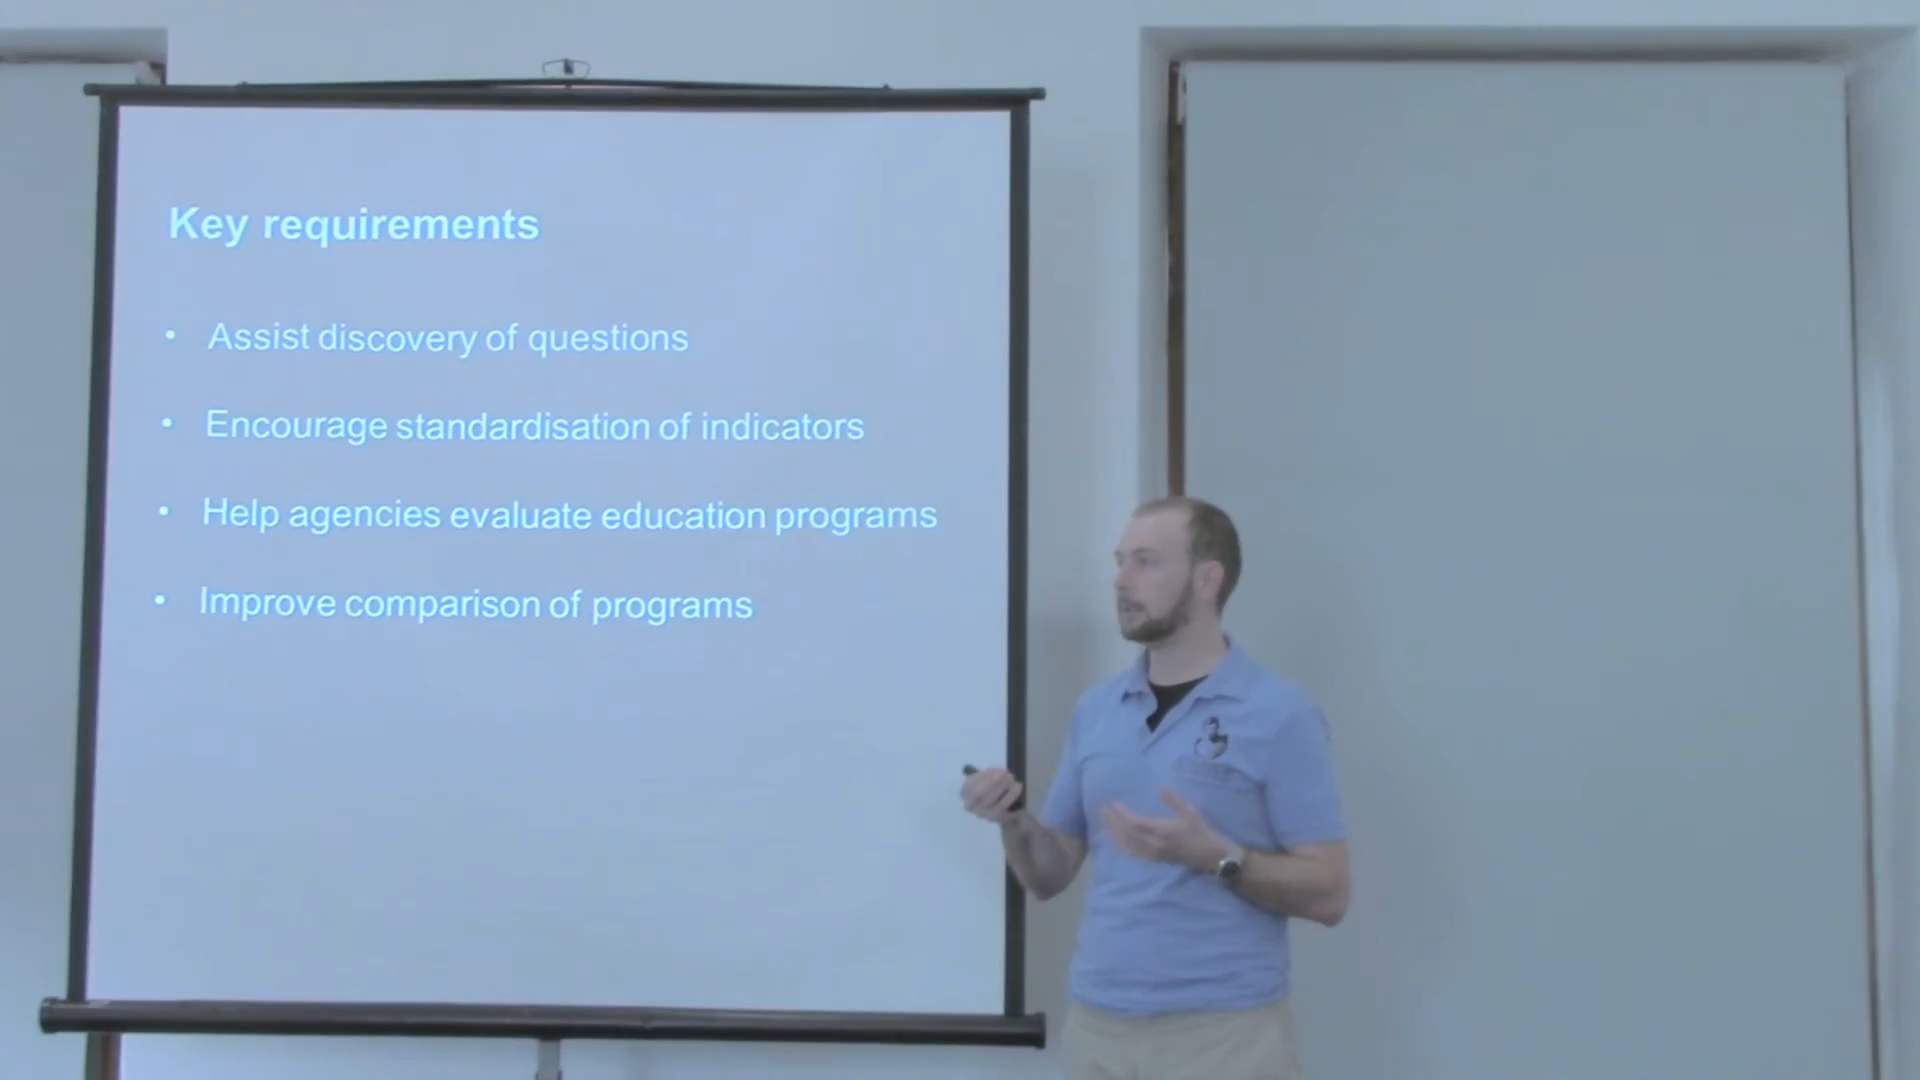 Key requirements
• Assist discovery of questions
• Encourage standardisation of indicators
• Help agencies evaluate education programs
• Improve comparison of programs